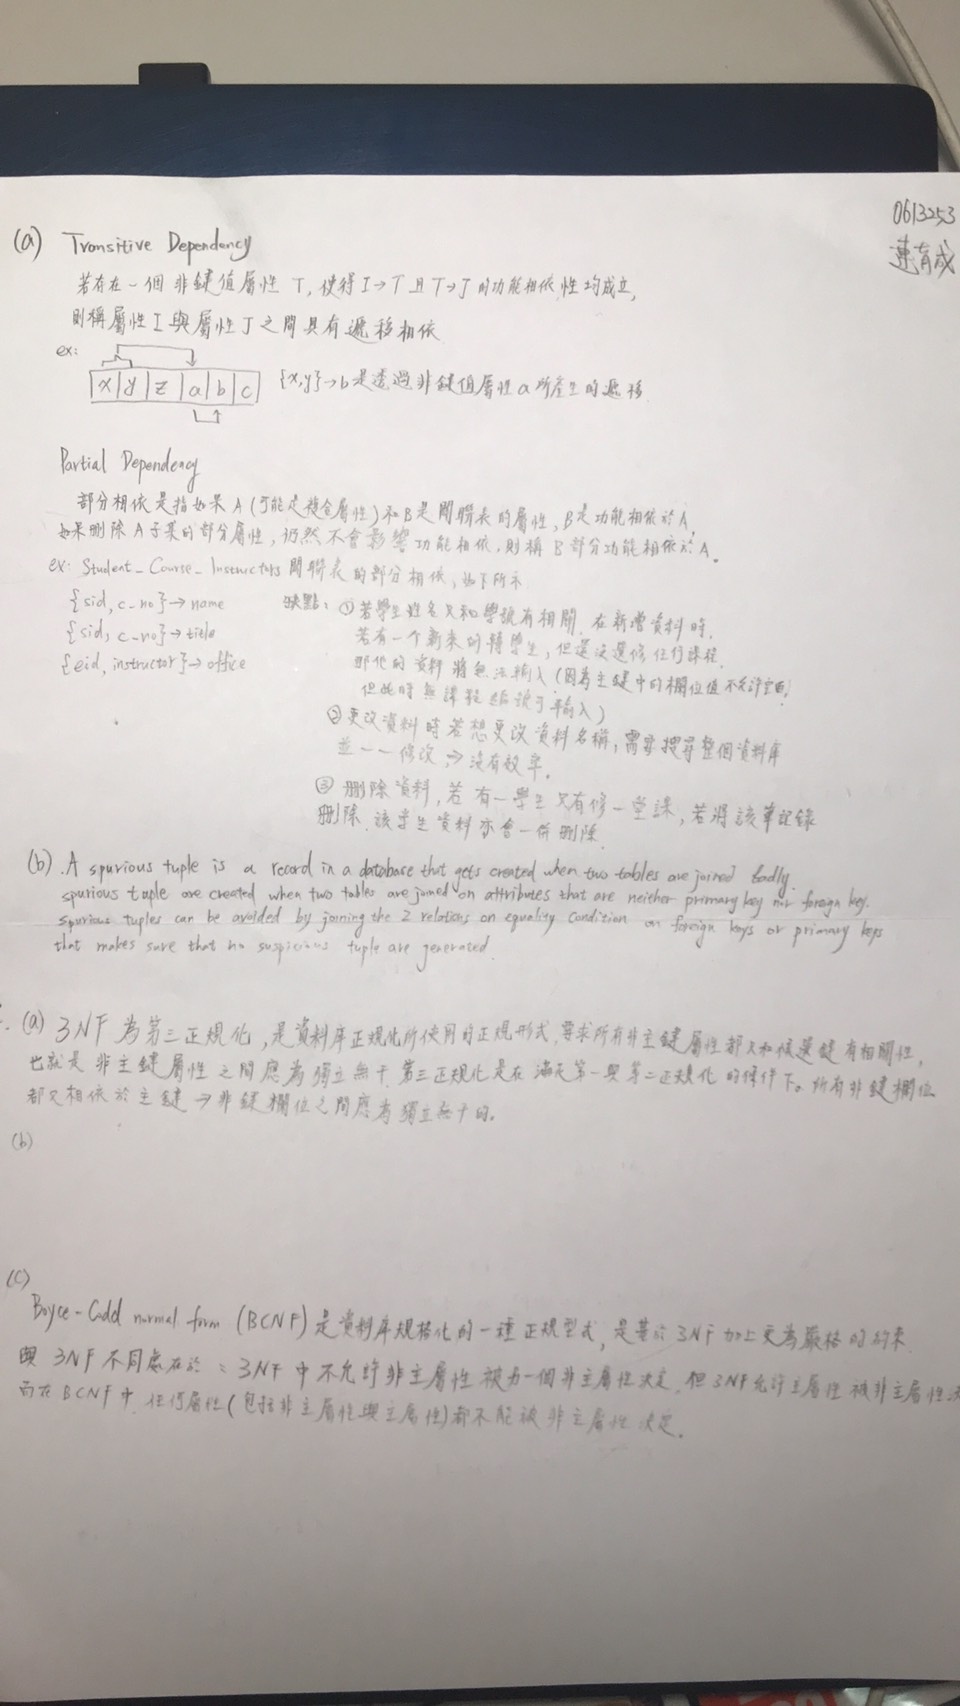 0613253
連育成
(a) Transitive Dependency
若存在一個非鍵值屬性 T, 使得 I→T 且 T→J 的功能相依性均成立,
則稱屬性 I 與屬性 J 之間具有遞移相依
ex:
x|y|z|a|b|c {x,y}→b 是透過非鍵值屬性 a 所產生的遞移.
Partial Dependency
部分相依是指如果 A (可能是複合屬性) 和 B 是關聯表的屬性, B 是功能相依於 A,
如果刪除 A 子集的部分屬性, 仍然不會影響功能相依, 則稱 B 部分功能相依於 A。
ex: Student_Course_Instructors 關聯表的部分相依, 如下所示
{sid, c_no}→name
{sid, c_no}→title
{eid, instructor}→office
缺點: ①若學生姓名只和學號有相關, 在新增資料時,
若有一个新來的轉學生, 但還沒選修任何課程,
那他的資料將無法輸入 (因為主鍵中的欄位值不允許空白,
但此時無課程編號可輸入)
②更改資料時若想更改資料名稱, 需要搜尋整個資料庫
並一一修改, → 沒有效率。
③ 刪除資料, 若有一學生只有修一堂課, 若將該筆記錄
刪除, 該學生資料亦會一併刪除.
(b). A spurious tuple is a record in a database that gets created when two tables are joined badly.
spurious tuple are created when two tables are joined on attributes that are neither primary key nor foreign key.
spurious tuples can be avoided by joining the 2 relations on equality condition on foreign keys or primary keys
that makes sure that no suspicious tuple are generated.
(a) 3NF 為第三正規化, 是資料庫正規化所使用的正規形式, 要求所有非主鍵屬性都只和候選鍵有相關性,
也就是非主鍵屬性之間應為獨立無干. 第三正規化是在滿足第一與第二正規化的條件下。所有非鍵欄位
都只相依於主鍵 → 非鍵欄位之間應為獨立無干的。
(b)
(c)
Boyce-Codd normal form (BCNF) 是資料庫規格化的一種正規型式, 是基於 3NF 加上更為嚴格的約束.
與 3NF 不同處在於: 3NF 中不允許非主屬性被另一個非主屬性決定, 但 3NF 允許主屬性被非主屬性決
而在 BCNF 中, 任何屬性 (包括非主屬性與主屬性) 都不能被非主屬性決定.